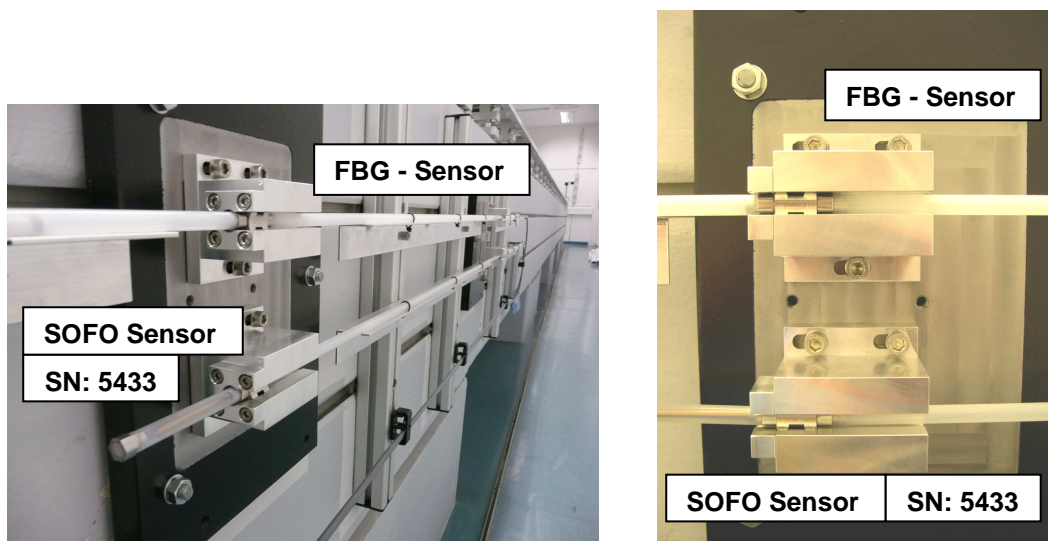 FBG - Sensor
SOFO Sensor
SN: 5433
FBG - Sensor
SOFO Sensor SN: 5433